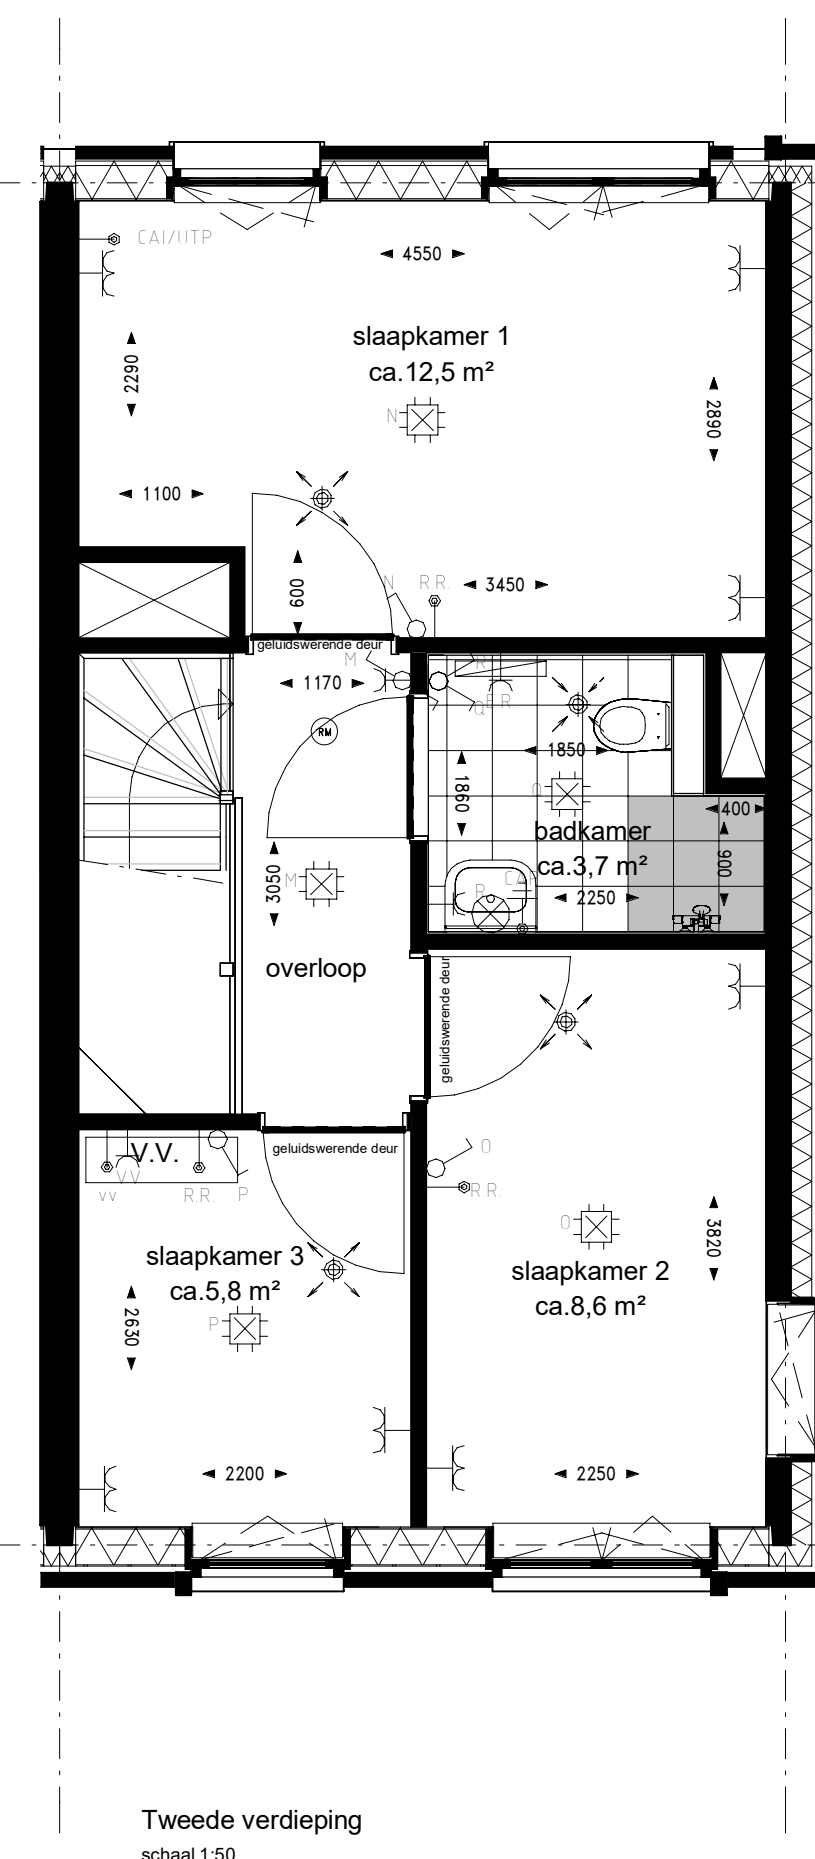 CAI/UTP
4550
slaapkamer 1
ca.12,5 m²
2290
2890
N
1100
600
N
R.R.
3450
geluidswerende deur
M
1170
R
Q
E.R.
RM
1850
1860
Q
400
badkamer
ca.3,7 m²
900
M
3050
R
CAI
2250
overloop
geluidswerende deur
geluidswerende deur
V.V.
VV
vv
R.R.
P
O
R.R.
O
3820
slaapkamer 3
ca.5,8 m²
slaapkamer 2
ca.8,6 m²
P
2630
2200
2250
Tweede verdieping
schaal 1:50